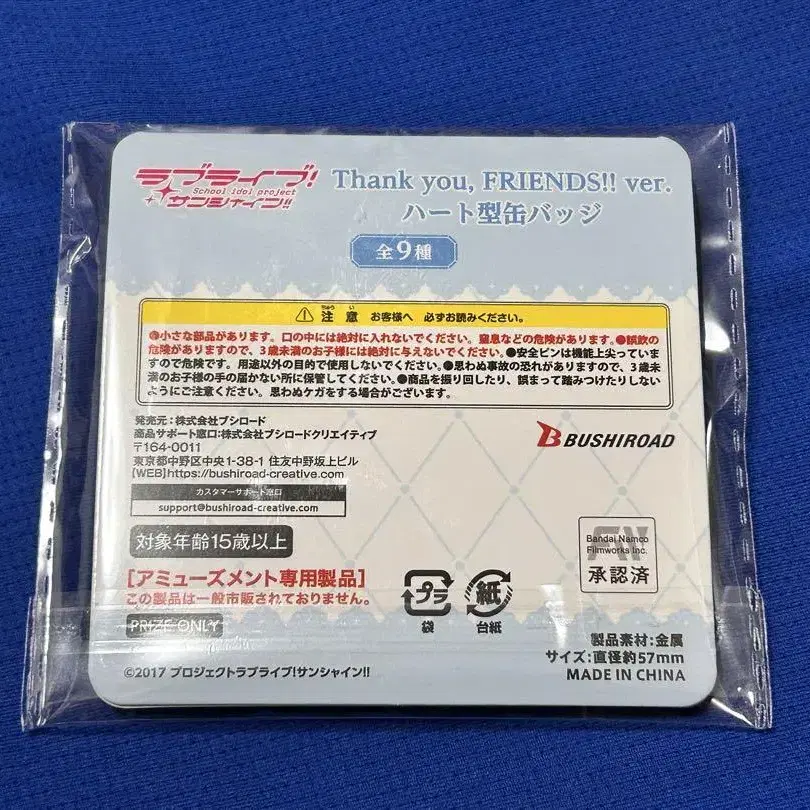 ラブライブ!
School idol project
サンシャイン!!
Thank you, FRIENDS!! ver.
ハート型缶バッジ
全9種
注意 お客様へ 必ずお読みください。
●小さな部品があります。口の中には絶対に入れないでください。窒息などの危険があります。●誤飲の
危険がありますので、3歳未満のお子様には絶対に与えないでください。●安全ピンは機能上尖っていま
すので危険です。用途以外の目的で使用しないでください。●思わぬ事故の恐れがありますので、3歳未
満のお子様の手の届かない所に保管してください。●商品を振り回したり、誤まって踏みつけたりしない
ようにご注意ください。思わぬケガをする場合がございます。
発売元:株式会社ブシロード
商品サポート窓口:株式会社ブシロードクリエイティブ
〒164-0011
東京都中野区中央1-38-1 住友中野坂上ビル
[WEB]https://bushiroad-creative.com
カスタマーサポート窓口
support@bushiroad-creative.com
BUSHIROAD
対象年齢15歳以上
Bandai Namco
Filmworks Inc.
承認済
[アミューズメント専用製品]
この製品は一般市販されておりません。
PRIZE ONLY
プラ
袋
紙
台紙
製品素材:金属
サイズ:直径約57mm
MADE IN CHINA
©2017 プロジェクトラブライブ!サンシャイン!!